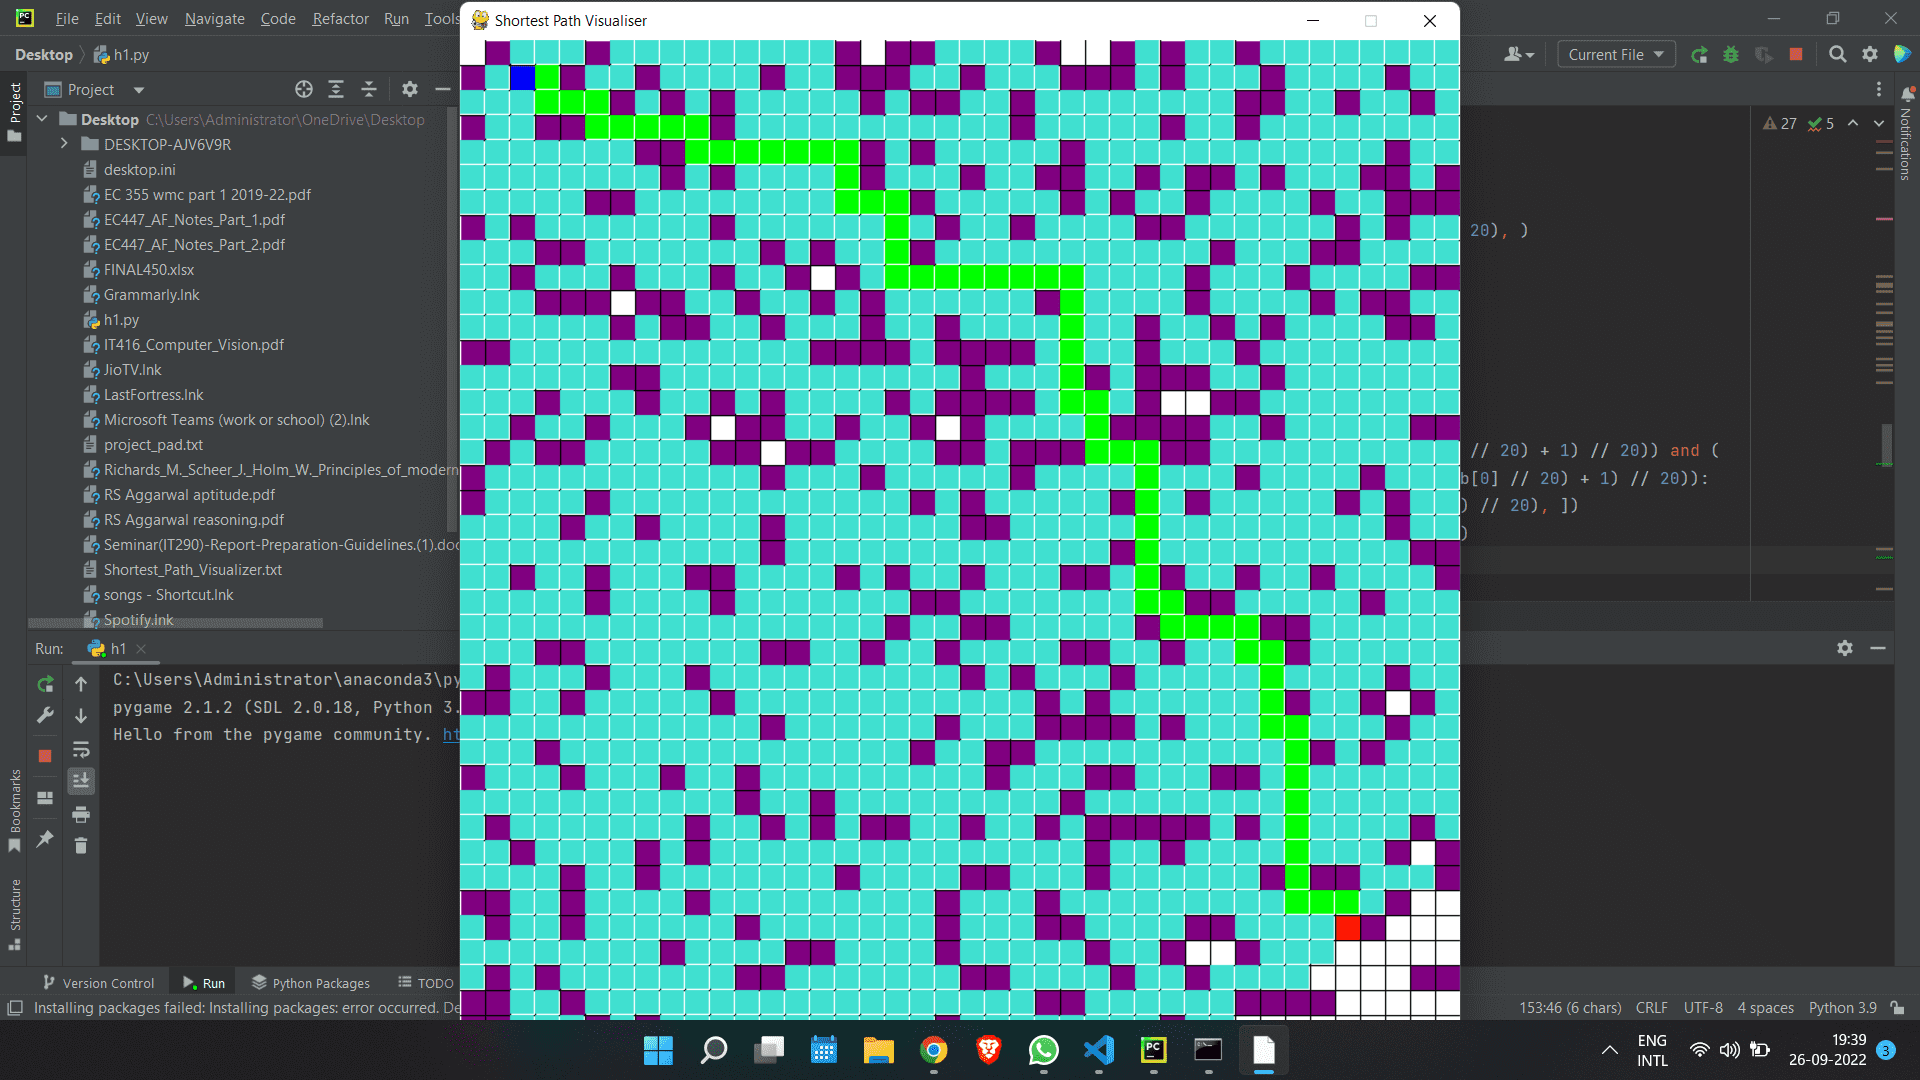 File Edit View Navigate Code Refactor Run Tools
Shortest Path Visualiser
Desktop h1.py
Current File
Project
Project
Desktop C:\Users\Administrator\OneDrive\Desktop
DESKTOP-AJV6V9R
desktop.ini
EC 355 wmc part 1 2019-22.pdf
EC447_AF_Notes_Part_1.pdf
EC447_AF_Notes_Part_2.pdf
FINAL450.xlsx
Grammarly.lnk
h1.py
IT416_Computer_Vision.pdf
JioTV.lnk
LastFortress.lnk
Microsoft Teams (work or school) (2).lnk
project_pad.txt
Richards_M._Scheer_J._Holm_W._Principles_of_modern
RS Aggarwal aptitude.pdf
RS Aggarwal reasoning.pdf
Seminar(IT290)-Report-Preparation-Guidelines.(1).doc
Shortest_Path_Visualizer.txt
songs - Shortcut.lnk
Spotify.lnk
27 5
Notifications
20), )
// 20) + 1) // 20)) and (
b[0] // 20) + 1) // 20)):
) // 20), ])
)
Run: h1
C:\Users\Administrator\anaconda3\py
pygame 2.1.2 (SDL 2.0.18, Python 3.
Hello from the pygame community. ht
Bookmarks
Structure
Version Control Run Python Packages TODO
Installing packages failed: Installing packages: error occurred. De
153:46 (6 chars) CRLF UTF-8 4 spaces Python 3.9
PC
ENG
INTL
19:39
26-09-2022
3